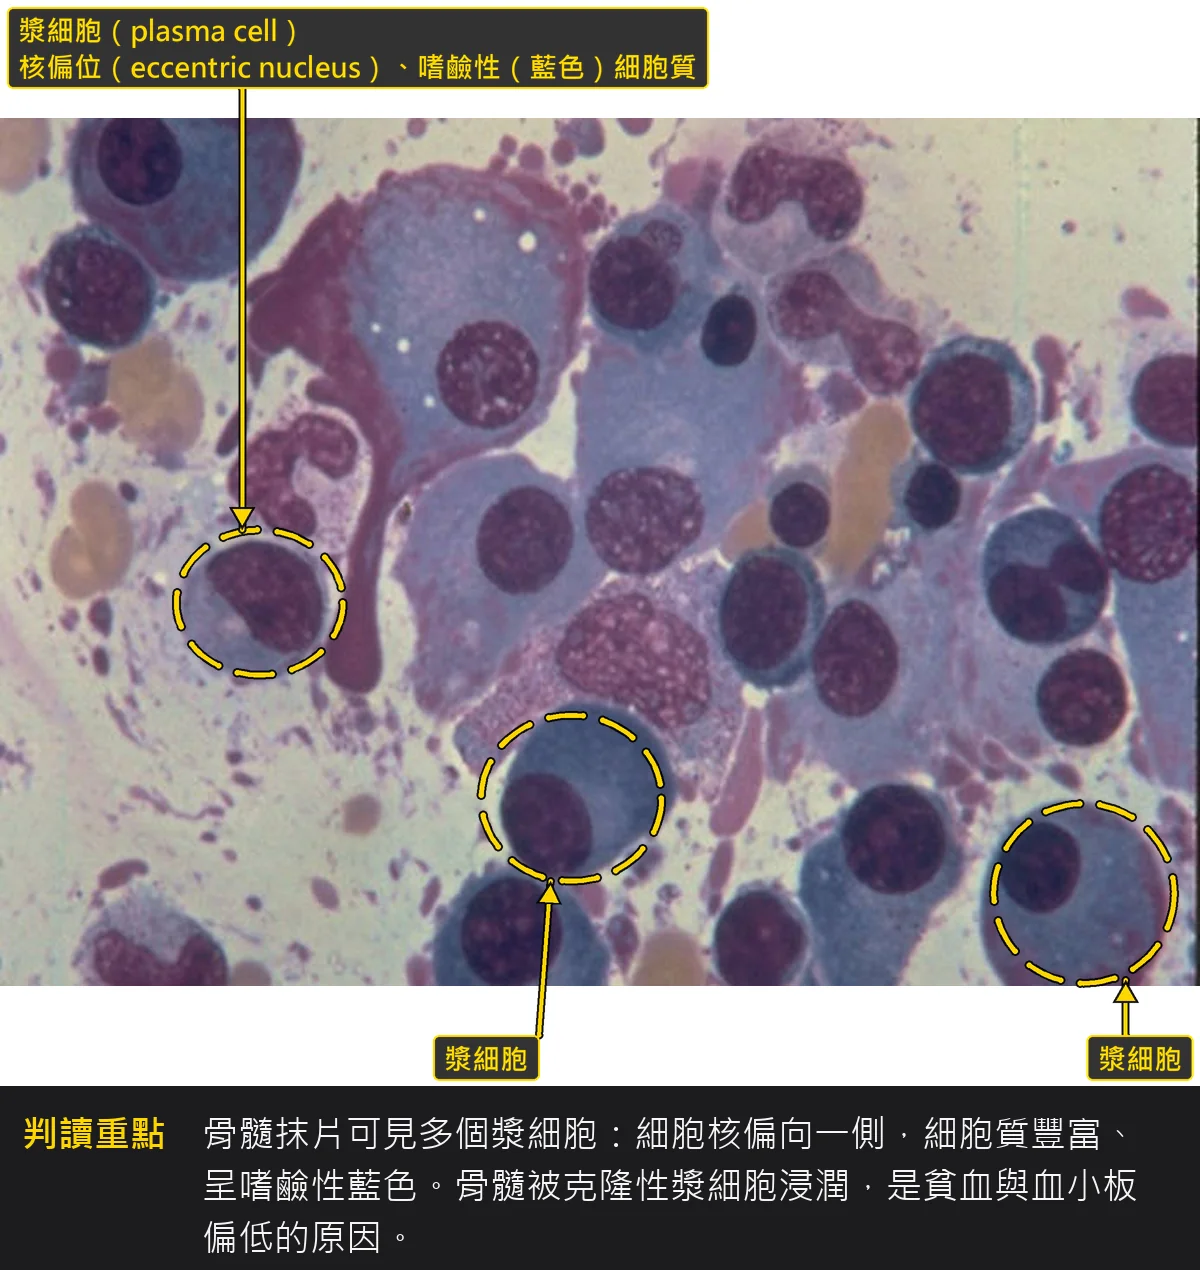 漿細胞（plasma cell）
核偏位（eccentric nucleus）、嗜鹼性（藍色）細胞質
漿細胞
漿細胞
判讀重點
骨髓抹片可見多個漿細胞：細胞核偏向一側，細胞質豐富、
呈嗜鹼性藍色。骨髓被克隆性漿細胞浸潤，是貧血與血小板
偏低的原因。